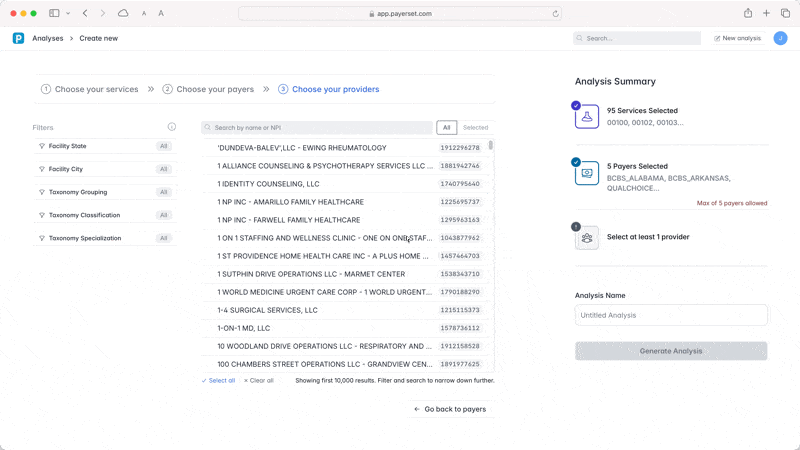 A A
app.payerset.com
P
Analyses > Create new
Search...
New analysis
J
1 Choose your services >> 2 Choose your payers >> 3 Choose your providers
Filters
Facility State All
Facility City All
Taxonomy Grouping All
Taxonomy Classification All
Taxonomy Specialization All
Search by name or NPI
All
Selected
'DUNDEVA-BALEV',LLC - EWING RHEUMATOLOGY 1912296278
1 ALLIANCE COUNSELING & PSYCHOTHERAPY SERVICES LLC ... 1881942746
1 IDENTITY COUNSELING, LLC 1740795640
1 NP INC - AMARILLO FAMILY HEALTHCARE 1225695737
1 NP INC - FARWELL FAMILY HEALTHCARE 1295963163
1 ON 1 STAFFING AND WELLNESS CLINIC - ONE ON ONE STAF... 1043877962
1 ST PROVIDENCE HOME HEALTH CARE INC - A PLUS HOME ... 1457464703
1 SUTPHIN DRIVE OPERATIONS LLC - MARMET CENTER 1538343710
1 WORLD MEDICINE URGENT CARE CORP - 1 WORLD URGENT... 1790188290
1-4 SURGICAL SERVICES, LLC 1215115373
1-ON-1 MD, LLC 1578736112
10 WOODLAND DRIVE OPERATIONS LLC - RESPIRATORY AND ... 1912158528
100 CHAMBERS STREET OPERATIONS LLC - GRANDVIEW CEN... 1891977625
Select all
Clear all
Showing first 10,000 results. Filter and search to narrow down further.
Go back to payers
Analysis Summary
95 Services Selected
00100, 00102, 00103...
5 Payers Selected
BCBS_ALABAMA, BCBS_ARKANSAS,
QUALCHOICE...
Max of 5 payers allowed
Select at least 1 provider
Analysis Name
Untitled Analysis
Generate Analysis